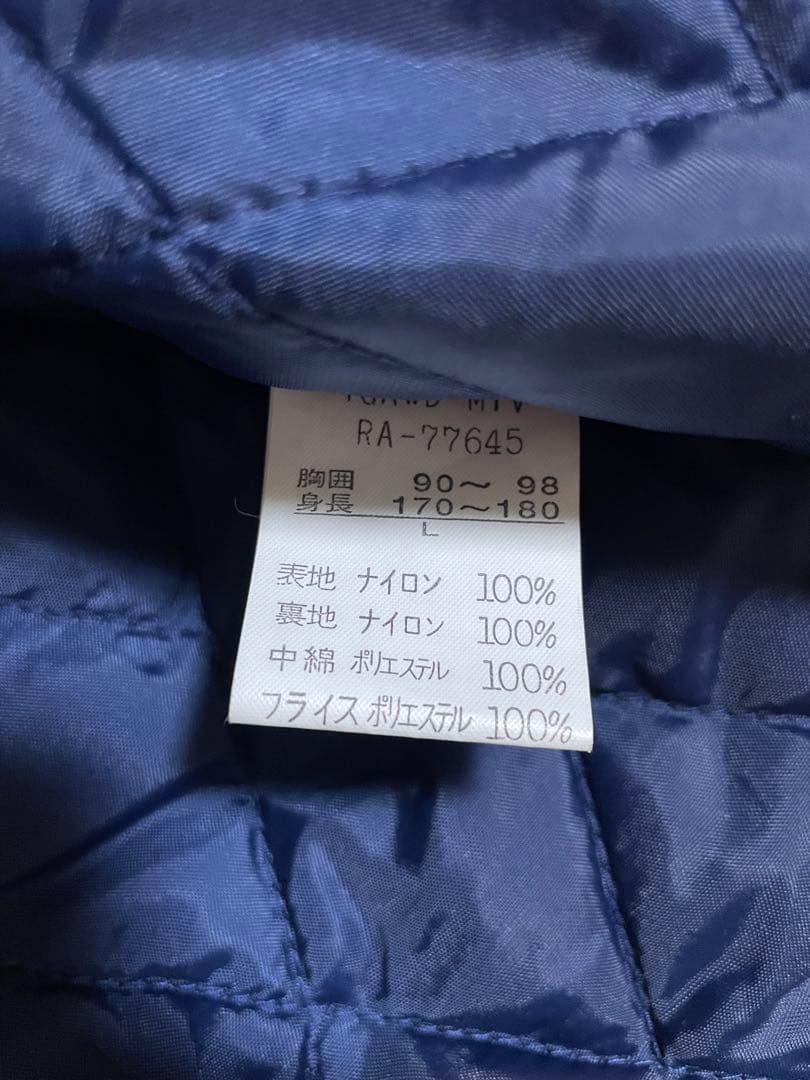 RA-77645
胸囲 90～ 98
身長 170～180
L
表地 ナイロン 100%
裏地 ナイロン 100%
中綿 ポリエステル 100%
フライス ポリエステル 100%